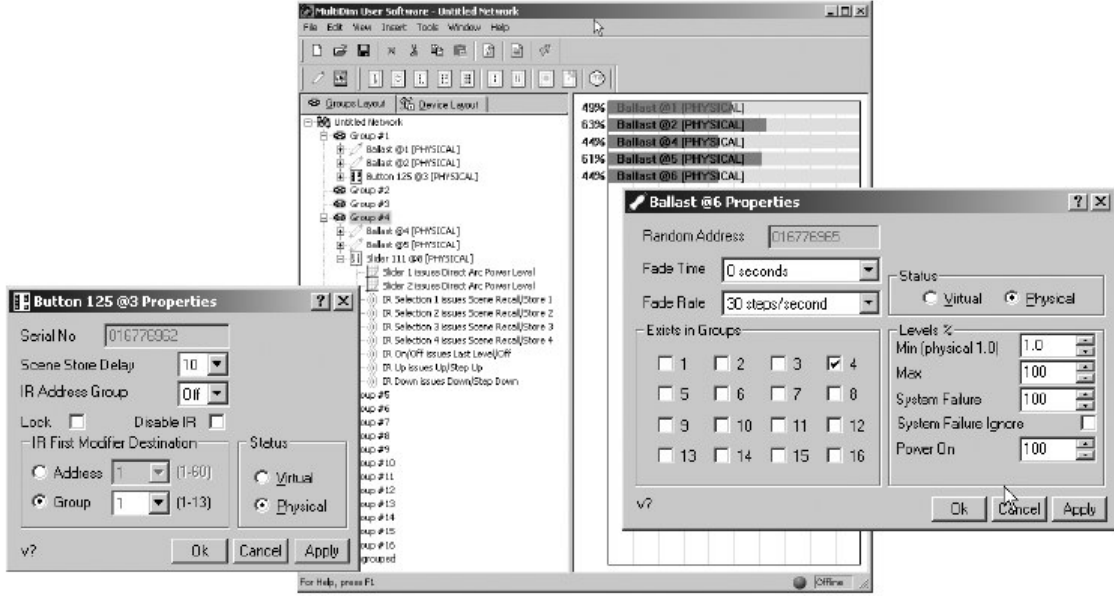 MultiDim User Software - Untitled Network
File Edit View Insert Tools Window Help
Groups Layout Device Layout
Untitled Network
Group #1
Ballast @1 [PHYSICAL]
Ballast @2 [PHYSICAL]
Button 125 @3 [PHYSICAL]
Group #2
Group #3
Group #4
Ballast @4 [PHYSICAL]
Ballast @5 [PHYSICAL]
Slider 111 @8 [PHYSICAL]
Slider 1 issues Direct Arc Power Level
Slider 2 issues Direct Arc Power Level
IR Selection 1 issues Scene Recall/Store 1
IR Selection 2 issues Scene Recall/Store 2
IR Selection 3 issues Scene Recall/Store 3
IR Selection 4 issues Scene Recall/Store 4
IR On/Off issues Last Level/Off
IR Up issues Up/Step Up
IR Down issues Down/Step Down
oup #5
oup #6
oup #7
oup #8
oup #9
oup #10
oup #11
oup #12
oup #13
oup #14
oup #15
oup #16
grouped
For Help, press F1
Offline
49% Ballast @1 [PHYSICAL]
63% Ballast @2 [PHYSICAL]
44% Ballast @4 [PHYSICAL]
61% Ballast @5 [PHYSICAL]
44% Ballast @6 [PHYSICAL]
Button 125 @3 Properties
Serial No 016776962
Scene Store Delay 10
IR Address Group Off
Lock Disable IR
IR First Modifier Destination
Address 1 (1-60)
Group 1 (1-13)
Status
Virtual
Physical
v?
Ok Cancel Apply
Ballast @6 Properties
Random Address 016776965
Fade Time 0 seconds
Fade Rate 30 steps/second
Status
Virtual Physical
Exists in Groups
1 2 3 4
5 6 7 8
9 10 11 12
13 14 15 16
Levels %
Min (physical 1.0) 1.0
Max 100
System Failure 100
System Failure Ignore
Power On 100
v?
Ok Cancel Apply